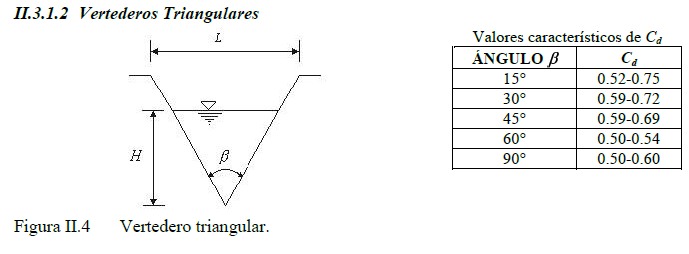 II.3.1.2 Vertederos Triangulares
L
H
β
Figura II.4 Vertedero triangular.
Valores característicos de Cd
ÁNGULO β Cd
15° 0.52-0.75
30° 0.59-0.72
45° 0.59-0.69
60° 0.50-0.54
90° 0.50-0.60